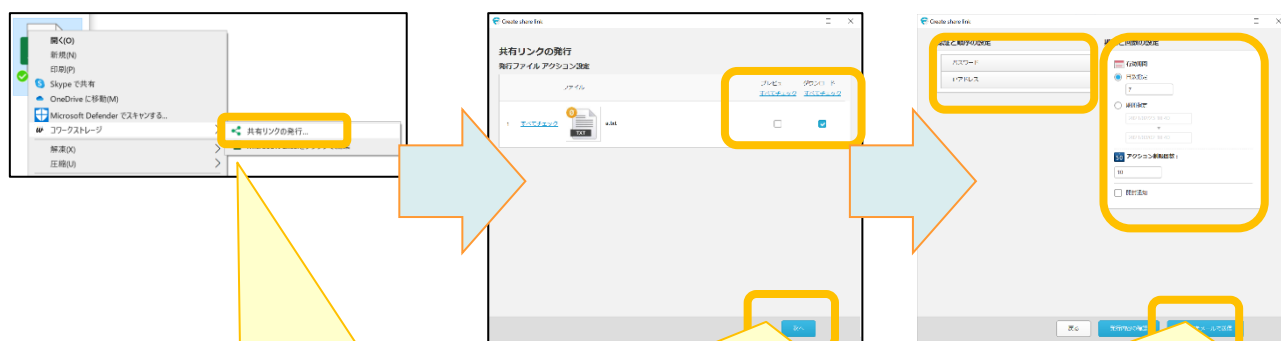 開く(O)
新規(N)
印刷(P)
Skype で共有
OneDrive に移動(M)
Microsoft Defender でスキャンする...
コワークストレージ
共有リンクの発行...
解凍(X)
圧縮(U)
Create share link
共有リンクの発行
発行ファイル アクション設定
ファイル
プレビュー
ダウンロード
すべてチェック
すべてチェック
1
すべてチェック
TXT
a.txt
次へ
Create share link
パスワード
IPアドレス
有効期間
日数指定
7
期間指定
10
アクション制限回数:
10
開封通知
戻る